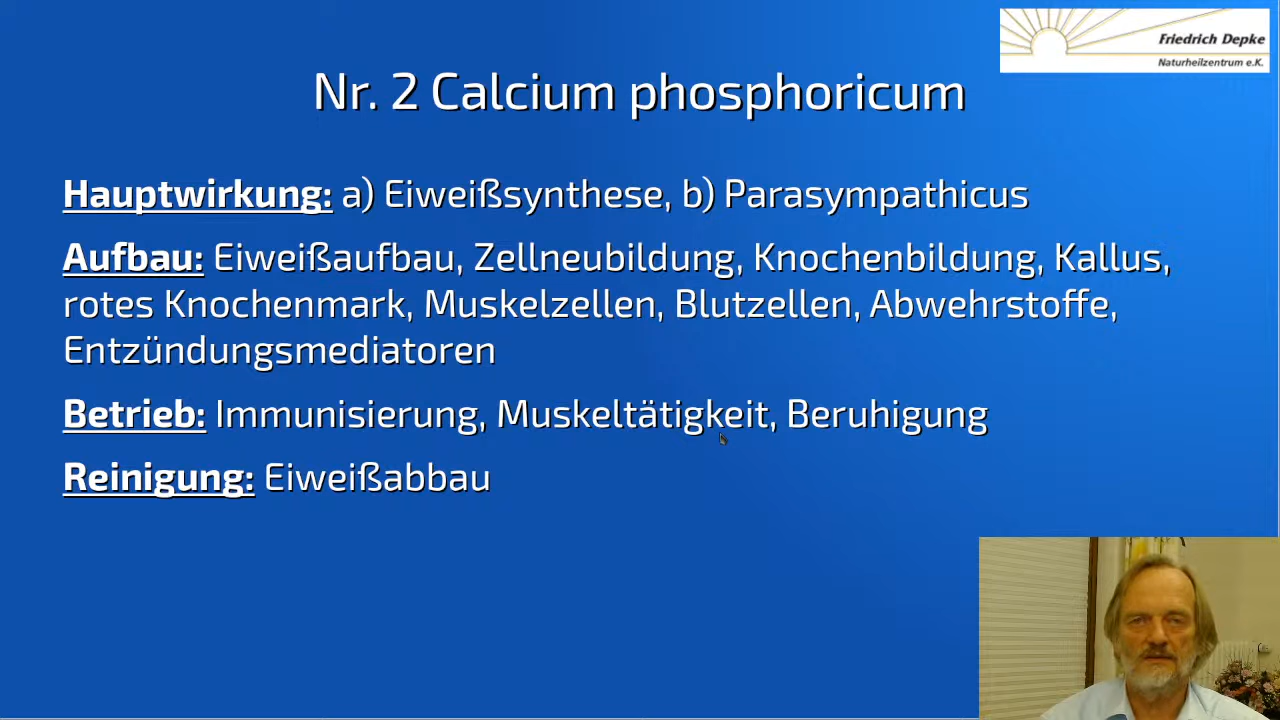 Friedrich Depke
Naturheilzentrum e.K.
Nr. 2 Calcium phosphoricum
Hauptwirkung: a) Eiweißsynthese, b) Parasympathicus
Aufbau: Eiweißaufbau, Zellneubildung, Knochenbildung, Kallus,
rotes Knochenmark, Muskelzellen, Blutzellen, Abwehrstoffe,
Entzündungsmediatoren
Betrieb: Immunisierung, Muskeltätigkeit, Beruhigung
Reinigung: Eiweißabbau